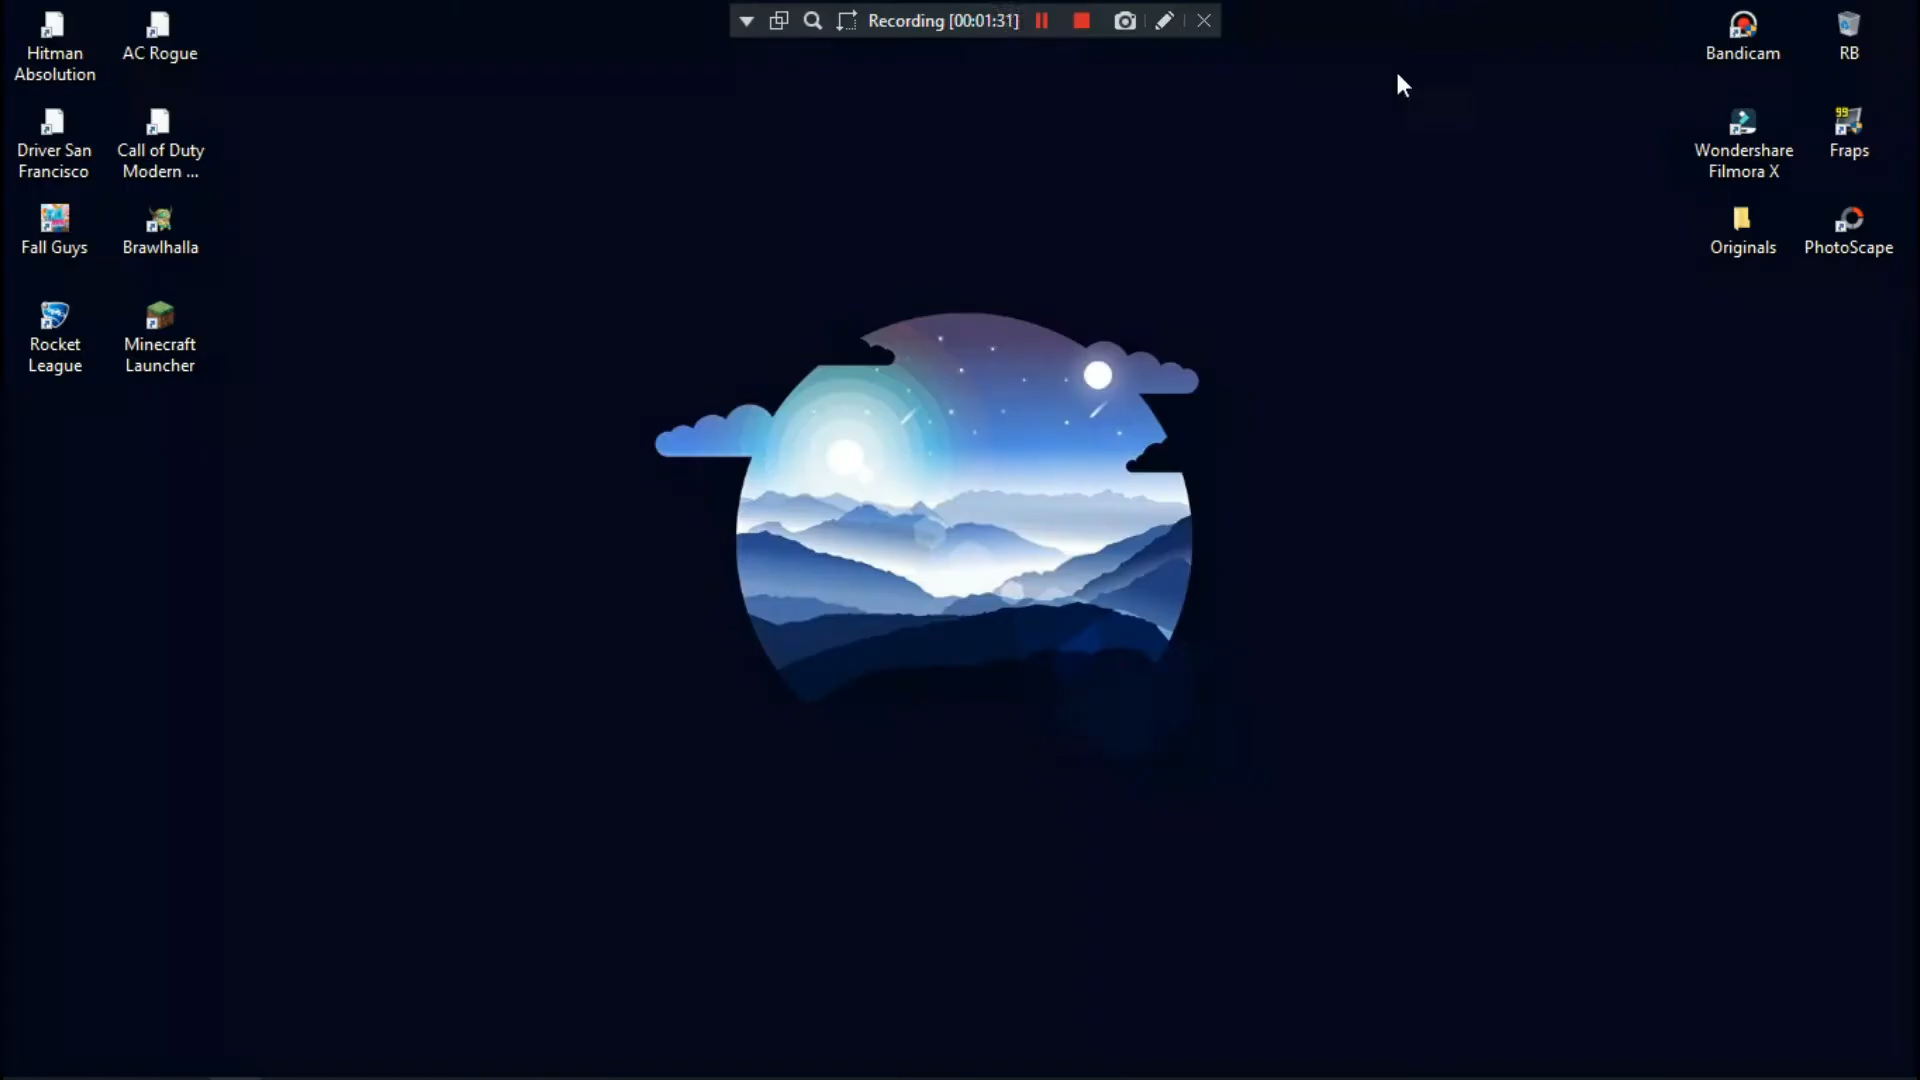 Recording [00:01:31]
Hitman
Absolution
AC Rogue
Driver San
Francisco
Call of Duty
Modern ...
Fall Guys
Brawlhalla
Rocket
League
Minecraft
Launcher
Bandicam
RB
Wondershare
Filmora X
99
Fraps
Originals
PhotoScape